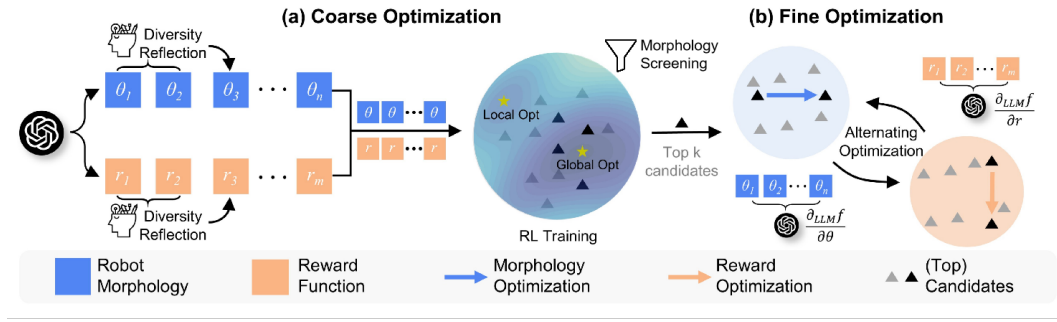 (a) Coarse Optimization
(b) Fine Optimization
Diversity
Reflection
θ1 θ2 θ3 ··· θn
r1 r2 r3 ··· rm
Diversity
Reflection
θ θ ··· θ
r r ··· r
Local Opt
Global Opt
RL Training
Morphology
Screening
Top k
candidates
r1 r2 ··· rm
∂LLM f
∂r
Alternating
Optimization
θ1 θ2 ··· θn
∂LLM f
∂θ
Robot
Morphology
Reward
Function
Morphology
Optimization
Reward
Optimization
(Top)
Candidates